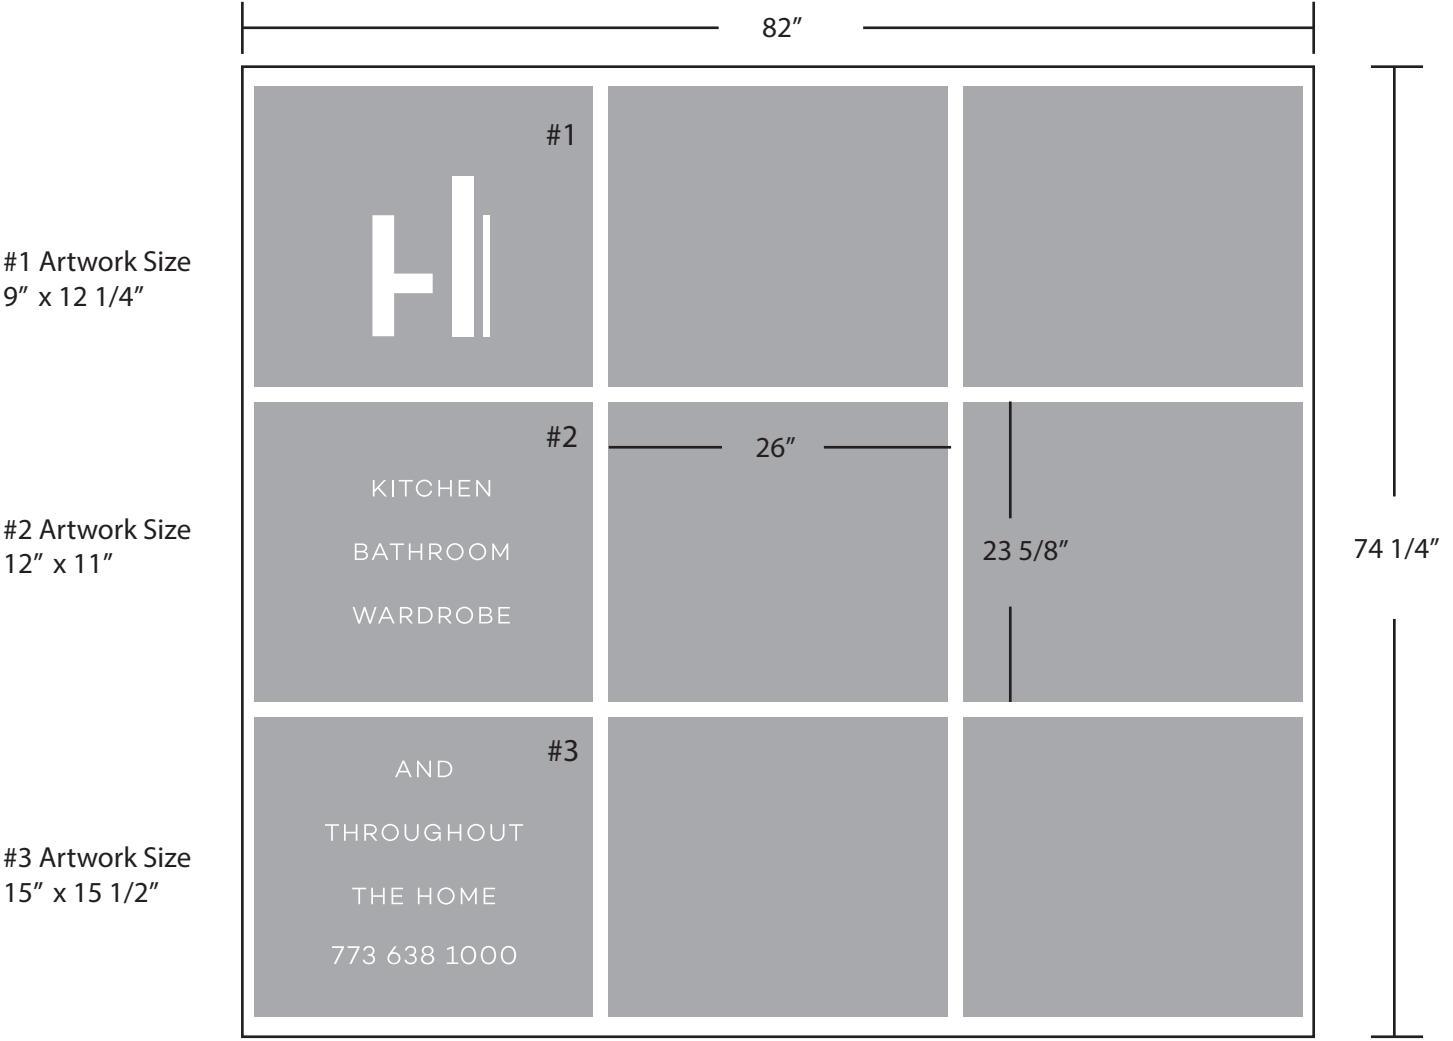 82”
#1
#1 Artwork Size
9” x 12 1/4”
#2
26”
KITCHEN
BATHROOM
WARDROBE
#2 Artwork Size
12” x 11”
23 5/8”
74 1/4”
#3
AND
THROUGHOUT
THE HOME
773 638 1000
#3 Artwork Size
15” x 15 1/2”